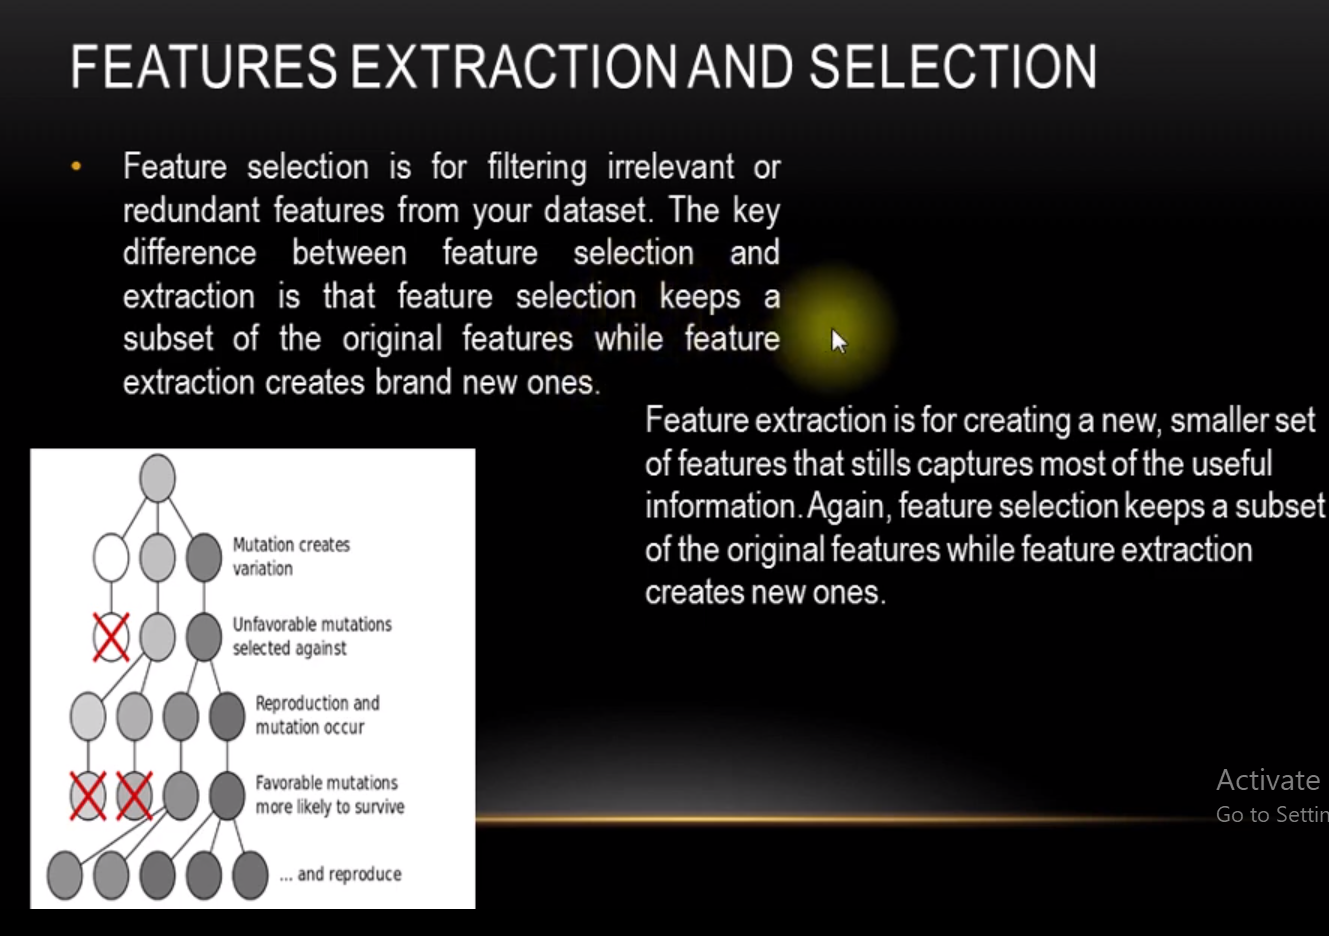 FEATURES EXTRACTION AND SELECTION
• Feature selection is for filtering irrelevant or
redundant features from your dataset. The key
difference between feature selection and
extraction is that feature selection keeps a
subset of the original features while feature
extraction creates brand new ones.
Feature extraction is for creating a new, smaller set
of features that stills captures most of the useful
information. Again, feature selection keeps a subset
of the original features while feature extraction
creates new ones.
Mutation creates
variation
Unfavorable mutations
selected against
Reproduction and
mutation occur
Favorable mutations
more likely to survive
... and reproduce
Activate
Go to Settin